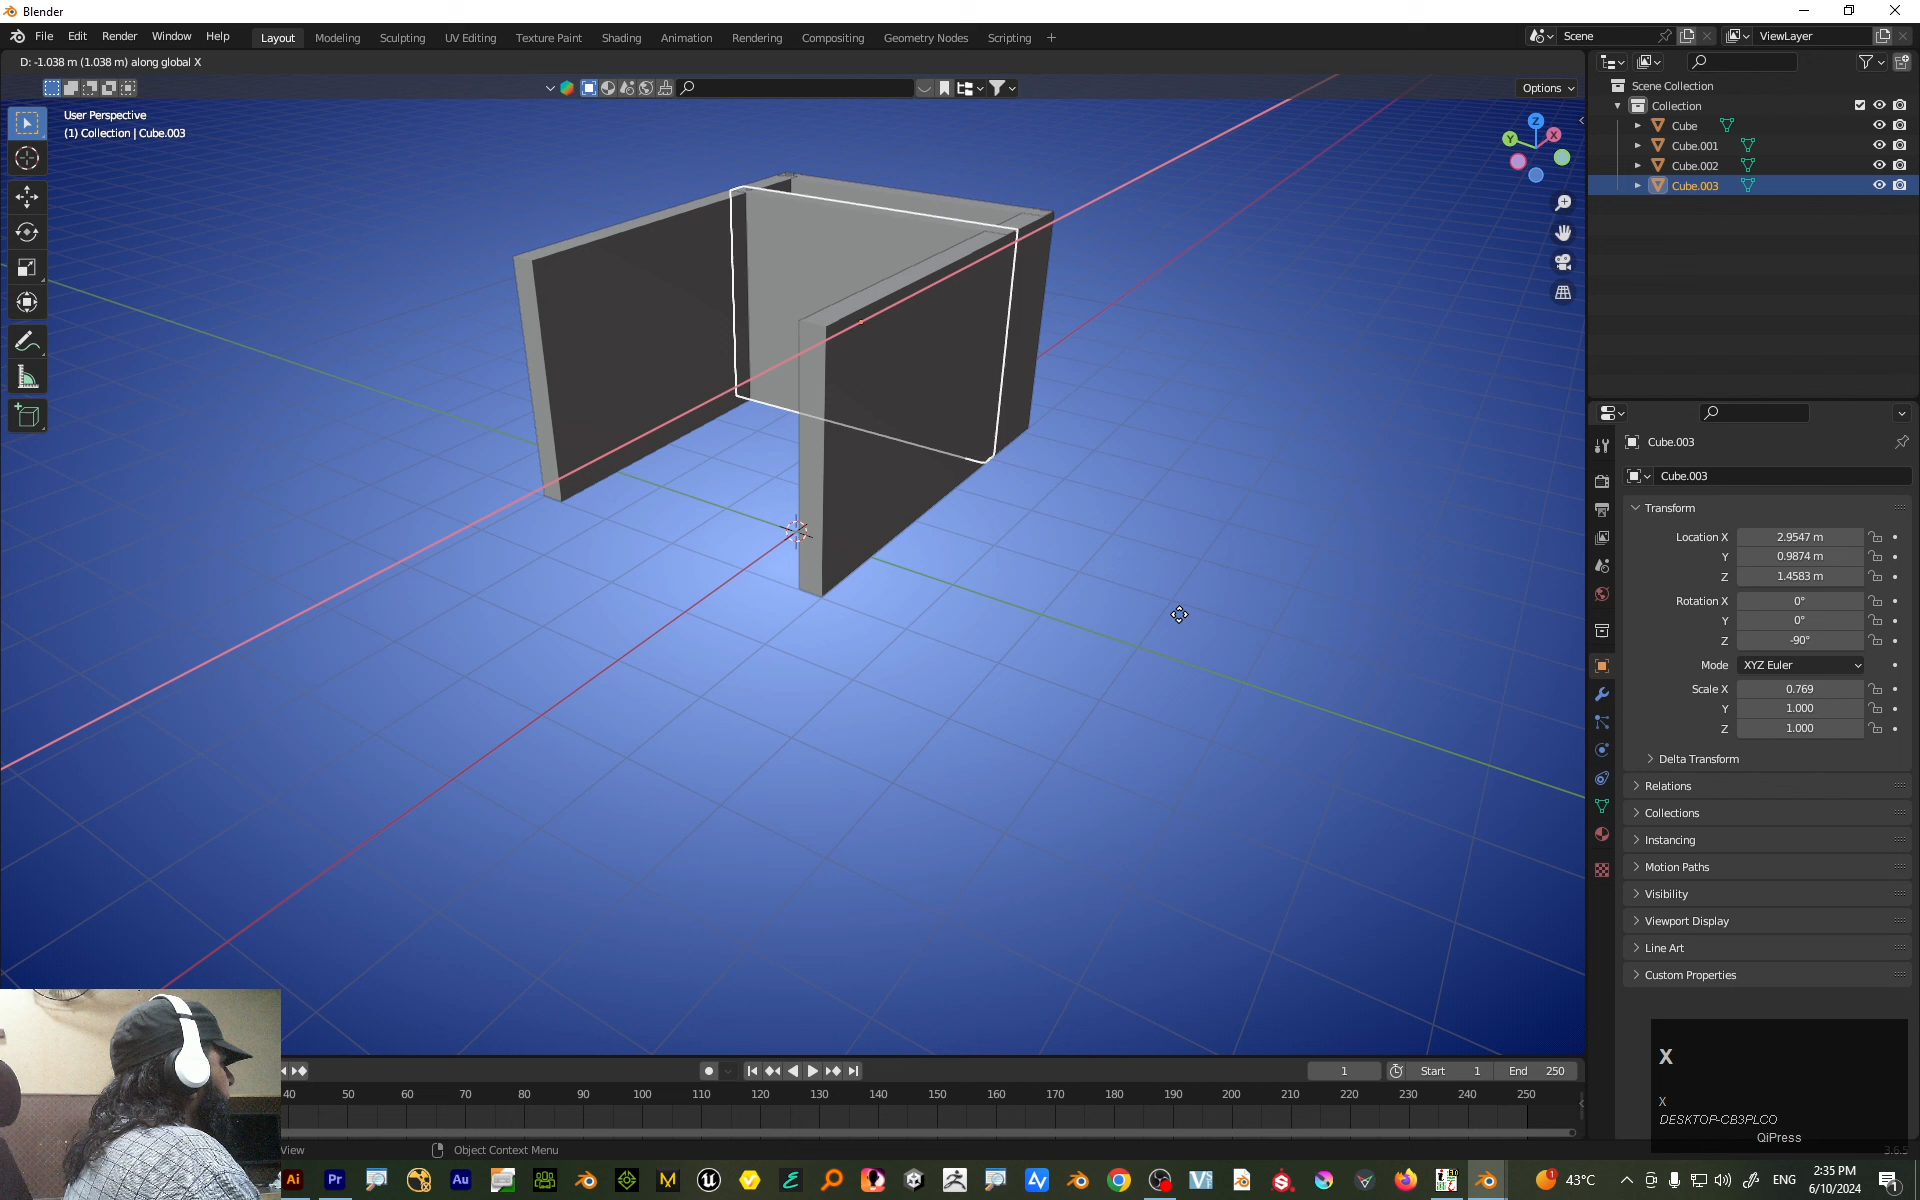 Blender
File Edit Render Window Help Layout Modeling Sculpting UV Editing Texture Paint Shading Animation Rendering Compositing Geometry Nodes Scripting + Scene ViewLayer
D: -1.038 m (1.038 m) along global X
Options
User Perspective
(1) Collection | Cube.003
Z
Y X
Scene Collection
Collection
Cube
Cube.001
Cube.002
Cube.003
Cube.003
Cube.003
Transform
Location X 2.9547 m
Y 0.9874 m
Z 1.4583 m
Rotation X 0°
Y 0°
Z -90°
Mode XYZ Euler
Scale X 0.769
Y 1.000
Z 1.000
Delta Transform
Relations
Collections
Instancing
Motion Paths
Visibility
Viewport Display
Line Art
Custom Properties
X
X
DESKTOP-CB3PLCO
QiPress
3.6.5
1 Start 1 End 250
40 50 60 70 80 90 100 110 120 130 140 150 160 170 180 190 200 210 220 230 240 250
View Object Context Menu
Ai Pr Au 43°C ENG 2:35 PM
6/10/2024